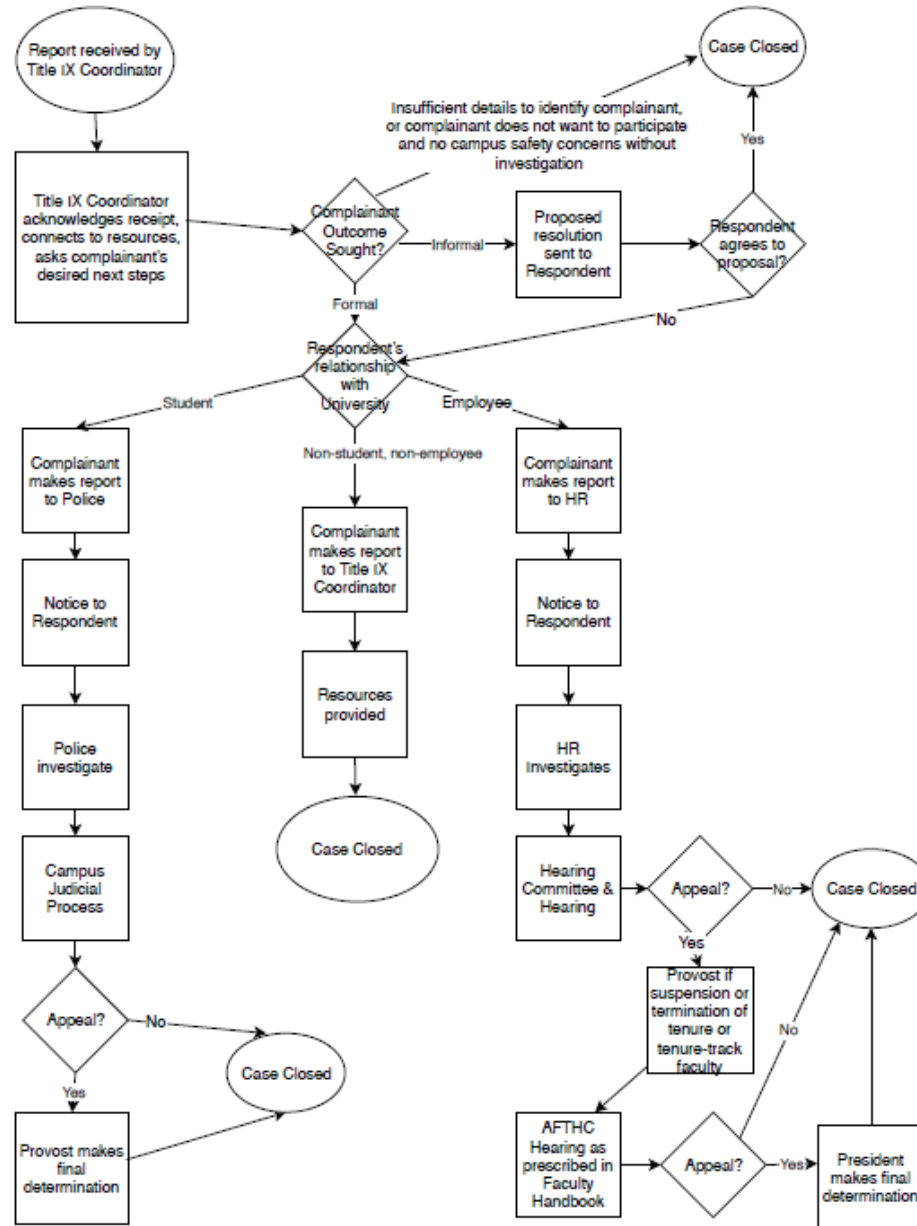 Report received by
Title IX Coordinator
Case Closed
Insufficient details to identify complainant,
or complainant does not want to participate
and no campus safety concerns without
investigation
Yes
Title IX Coordinator
acknowledges receipt,
connects to resources,
asks complainant's
desired next steps
Complainant
Outcome
Sought?
Informal
Proposed
resolution
sent to
Respondent
Respondent
agrees to
proposal?
Formal
No
Respondent's
relationship
with
University
Student
Employee
Non-student, non-employee
Complainant
makes report
to Police
Complainant
makes report
to Title IX
Coordinator
Complainant
makes report
to HR
Notice to
Respondent
Notice to
Respondent
Resources
provided
Police
investigate
HR
Investigates
Case Closed
Campus
Judicial
Process
Hearing
Committee &
Hearing
Appeal?
No
Case Closed
Yes
Provost if
suspension or
termination of
tenure or
tenure-track
faculty
No
Appeal?
No
Case Closed
Yes
Provost makes
final
determination
AFTHC
Hearing as
prescribed in
Faculty
Handbook
Appeal?
Yes
President
makes final
determination